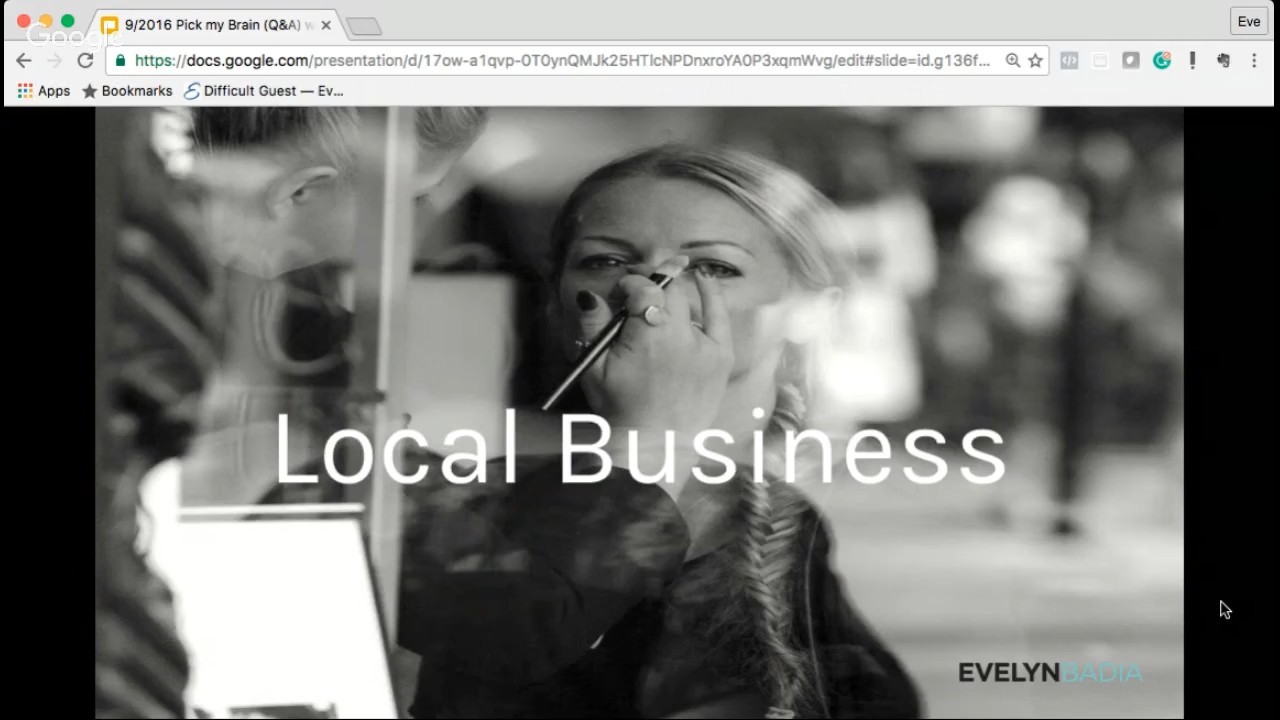 9/2016 Pick my Brain (Q&A) w
Eve
Google
https://docs.google.com/presentation/d/17ow-a1qvp-0T0ynQMJk25HTlcNPDnxroYA0P3xqmWvg/edit#slide=id.g136f...
Apps Bookmarks Difficult Guest — Ev...
Local Business
EVELYNBADIA